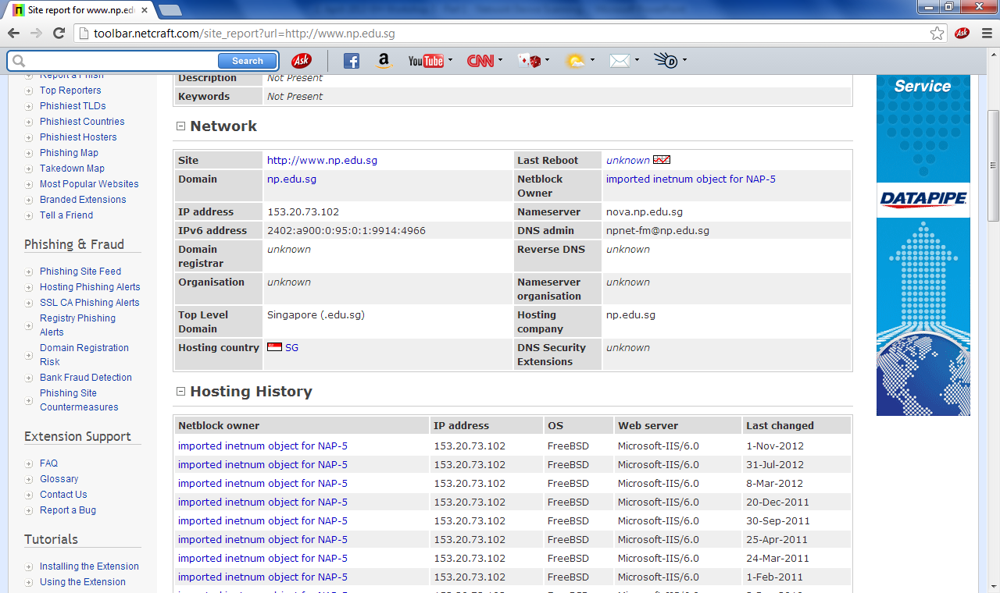 Site report for www.np.ed
toolbar.netcraft.com/site_report?url=http://www.np.edu.sg
Ask
Search
Ask
a
YouTube
CNN
D
Report a Phish
Top Reporters
Phishiest TLDs
Phishiest Countries
Phishiest Hosters
Phishing Map
Takedown Map
Most Popular Websites
Branded Extensions
Tell a Friend
Phishing & Fraud
Phishing Site Feed
Hosting Phishing Alerts
SSL CA Phishing Alerts
Registry Phishing
Alerts
Domain Registration
Risk
Bank Fraud Detection
Phishing Site
Countermeasures
Extension Support
FAQ
Glossary
Contact Us
Report a Bug
Tutorials
Installing the Extension
Using the Extension
Description Not Present
Keywords Not Present
Network
Site http://www.np.edu.sg Last Reboot unknown
Domain np.edu.sg Netblock Owner imported inetnum object for NAP-5
IP address 153.20.73.102 Nameserver nova.np.edu.sg
IPv6 address 2402:a900:0:95:0:1:9914:4966 DNS admin npnet-fm@np.edu.sg
Domain registrar unknown Reverse DNS unknown
Organisation unknown Nameserver organisation unknown
Top Level Domain Singapore (.edu.sg) Hosting company np.edu.sg
Hosting country SG DNS Security Extensions unknown
Hosting History
Netblock owner IP address OS Web server Last changed
imported inetnum object for NAP-5 153.20.73.102 FreeBSD Microsoft-IIS/6.0 1-Nov-2012
imported inetnum object for NAP-5 153.20.73.102 FreeBSD Microsoft-IIS/6.0 31-Jul-2012
imported inetnum object for NAP-5 153.20.73.102 FreeBSD Microsoft-IIS/6.0 8-Mar-2012
imported inetnum object for NAP-5 153.20.73.102 FreeBSD Microsoft-IIS/6.0 20-Dec-2011
imported inetnum object for NAP-5 153.20.73.102 FreeBSD Microsoft-IIS/6.0 30-Sep-2011
imported inetnum object for NAP-5 153.20.73.102 FreeBSD Microsoft-IIS/6.0 25-Apr-2011
imported inetnum object for NAP-5 153.20.73.102 FreeBSD Microsoft-IIS/6.0 24-Mar-2011
imported inetnum object for NAP-5 153.20.73.102 FreeBSD Microsoft-IIS/6.0 1-Feb-2011
Service
DATAPIPE